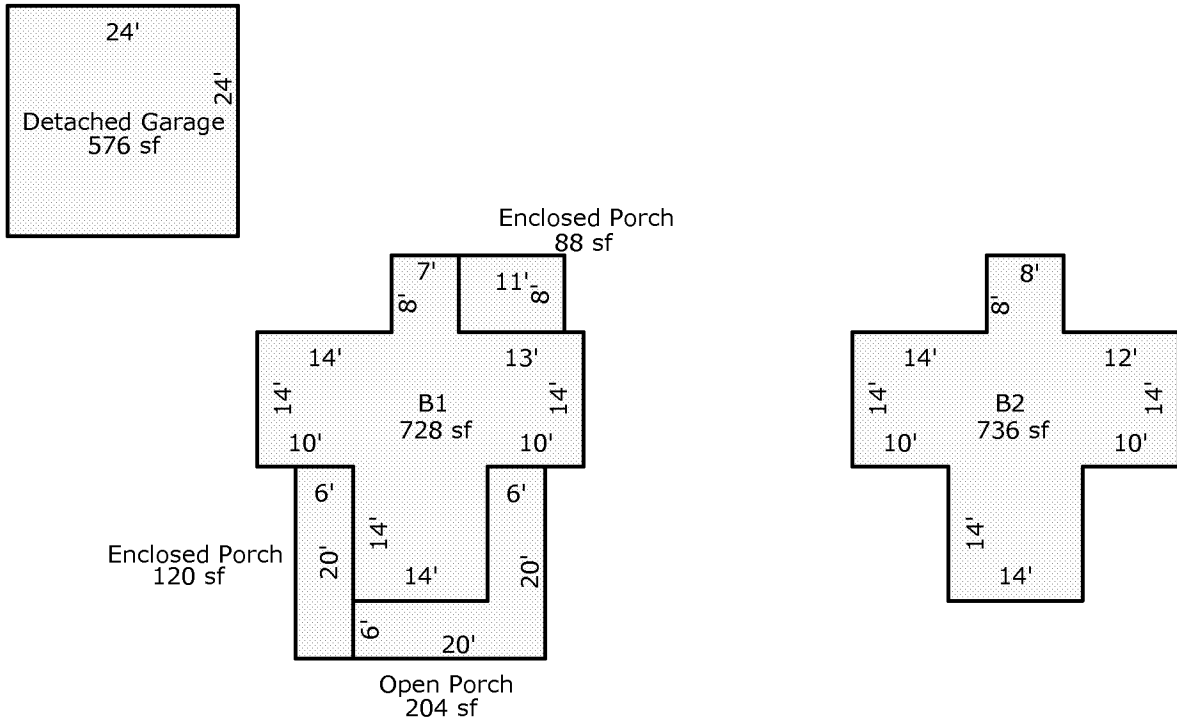 24'
24'
Detached Garage
576 sf
Enclosed Porch
88 sf
7'
8'
11'
8'
14'
13'
14'
14'
B1
728 sf
10'
10'
6'
6'
14'
20'
20'
Enclosed Porch
120 sf
14'
6'
20'
Open Porch
204 sf
8'
8'
14'
12'
14'
14'
B2
736 sf
10'
10'
14'
14'